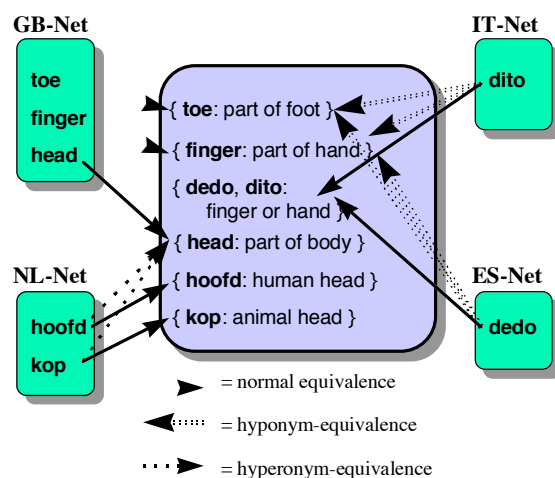 GB-Net
IT-Net
toe
finger
head
dito
{ toe: part of foot }
{ finger: part of hand }
{ dedo, dito:
finger or hand }
{ head: part of body }
{ hoofd: human head }
{ kop: animal head }
NL-Net
ES-Net
hoofd
kop
dedo
= normal equivalence
= hyponym-equivalence
= hyperonym-equivalence